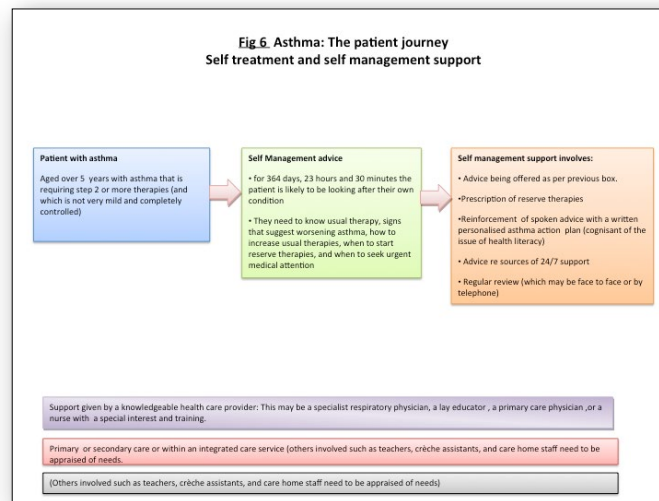 Fig 6 Asthma: The patient journey
Self treatment and self management support
Patient with asthma
Aged over 5 years with asthma that is
requiring step 2 or more therapies (and
which is not very mild and completely
controlled)
Self Management advice
• for 364 days, 23 hours and 30 minutes the
patient is likely to be looking after their own
condition
• They need to know usual therapy, signs
that suggest worsening asthma, how to
increase usual therapies, when to start
reserve therapies, and when to seek urgent
medical attention
Self management support involves:
• Advice being offered as per previous box.
•Prescription of reserve therapies
•Reinforcement of spoken advice with a written
personalised asthma action plan (cognisant of the
issue of health literacy)
• Advice re sources of 24/7 support
• Regular review (which may be face to face or by
telephone)
Support given by a knowledgeable health care provider: This may be a specialist respiratory physician, a lay educator , a primary care physician ,or a
nurse with a special interest and training.
Primary or secondary care or within an integrated care service (others involved such as teachers, crèche assistants, and care home staff need to be
appraised of needs.
(Others involved such as teachers, crèche assistants, and care home staff need to be appraised of needs)